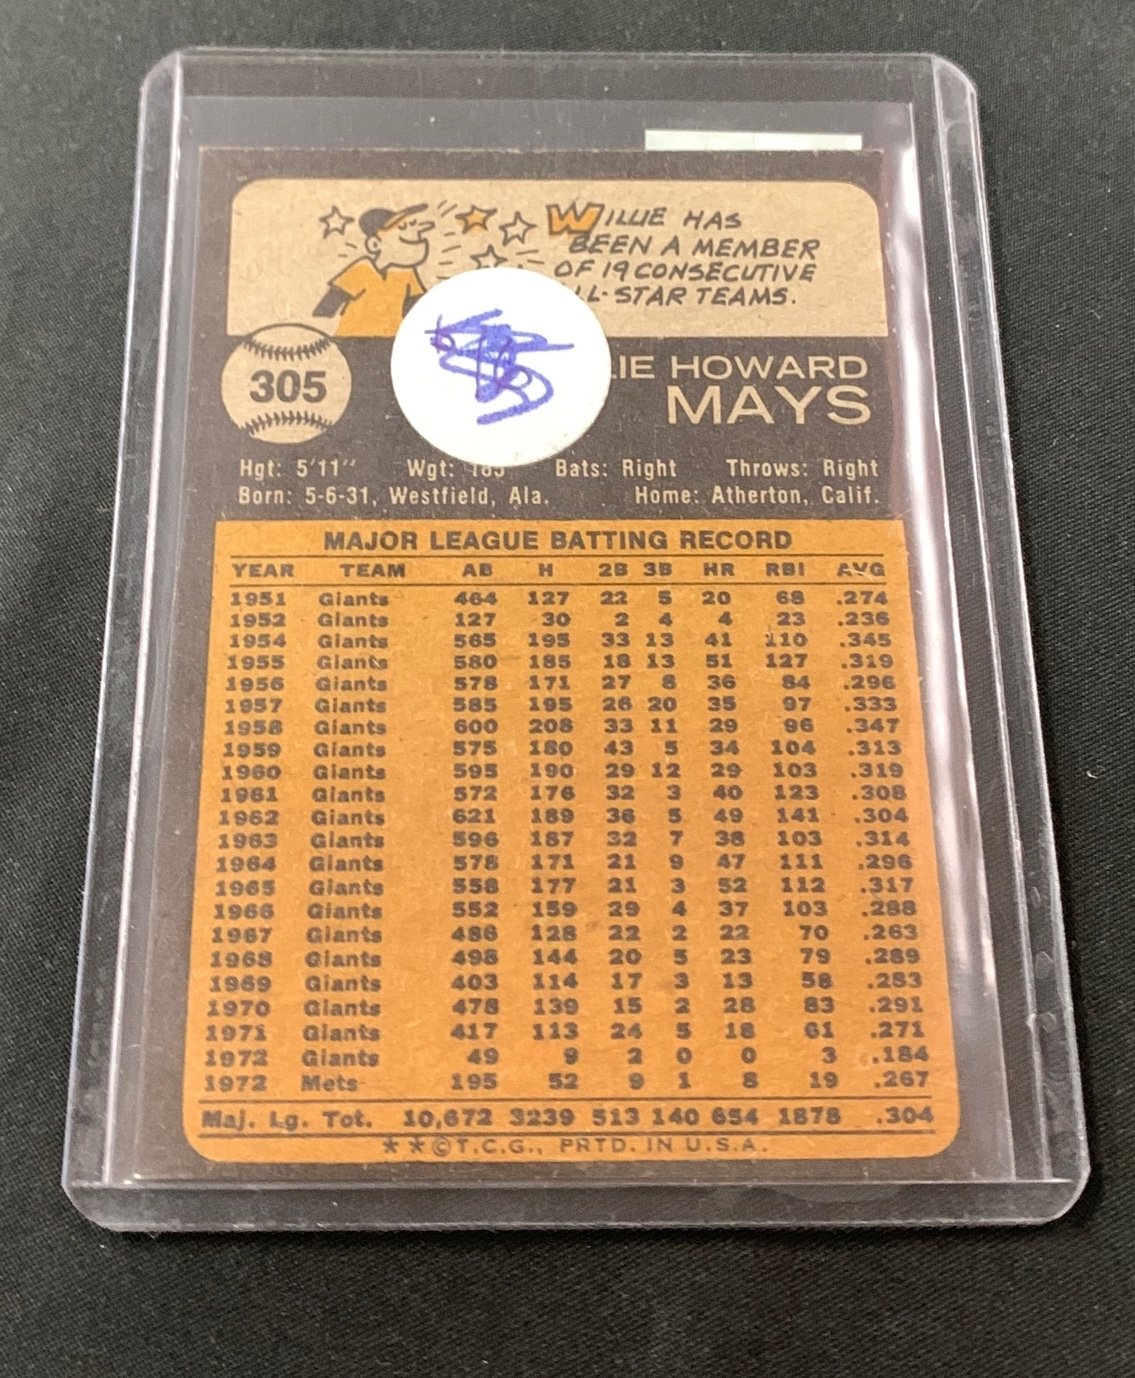 WILLIE HAS
BEEN A MEMBER
OF 19 CONSECUTIVE
LL-STAR TEAMS.
305
LIE HOWARD
MAYS
Hgt: 5'11" Wgt: 185 Bats: Right Throws: Right
Born: 5-6-31, Westfield, Ala. Home: Atherton, Calif.
MAJOR LEAGUE BATTING RECORD
YEAR TEAM AB H 2B 3B HR RBI AVG
1951 Giants 464 127 22 5 20 68 .274
1952 Giants 127 30 2 4 4 23 .236
1954 Giants 565 195 33 13 41 110 .345
1955 Giants 580 185 18 13 51 127 .319
1956 Giants 578 171 27 8 36 84 .296
1957 Giants 585 195 26 20 35 97 .333
1958 Giants 600 208 33 11 29 96 .347
1959 Giants 575 180 43 5 34 104 .313
1960 Giants 595 190 29 12 29 103 .319
1961 Giants 572 176 32 3 40 123 .308
1962 Giants 621 189 36 5 49 141 .304
1963 Giants 596 187 32 7 38 103 .314
1964 Giants 578 171 21 9 47 111 .296
1965 Giants 558 177 21 3 52 112 .317
1966 Giants 552 159 29 4 37 103 .288
1967 Giants 486 128 22 2 22 70 .263
1968 Giants 498 144 20 5 23 79 .289
1969 Giants 403 114 17 3 13 58 .283
1970 Giants 478 139 15 2 28 83 .291
1971 Giants 417 113 24 5 18 61 .271
1972 Giants 49 9 2 0 0 3 .184
1972 Mets 195 52 9 1 8 19 .267
Maj. Lg. Tot. 10,672 3239 513 140 654 1878 .304
**©T.C.G., PRTD. IN U.S.A.